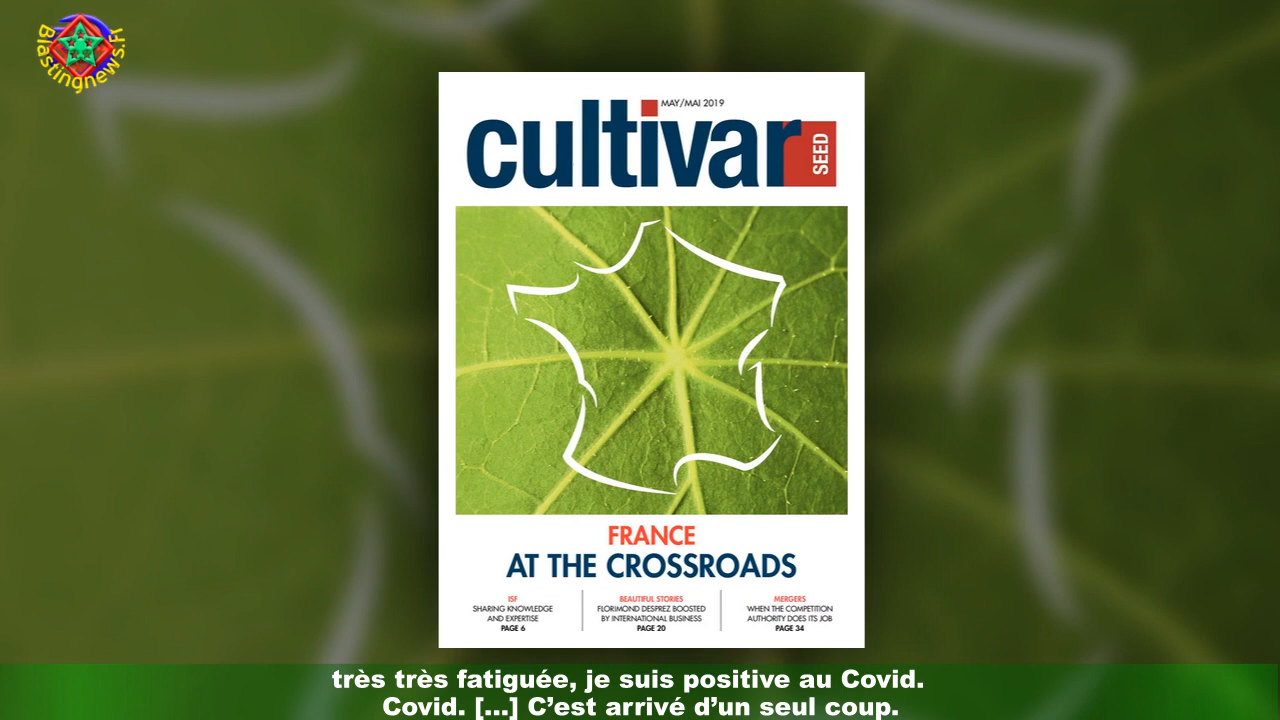 Blastingnews.Fr
MAY/MAI 2019
cultivar
SEED
FRANCE
AT THE CROSSROADS
ISF
SHARING KNOWLEDGE
AND EXPERTISE
PAGE 6
BEAUTIFUL STORIES
FLORIMOND DESPREZ BOOSTED
BY INTERNATIONAL BUSINESS
PAGE 20
MERGERS
WHEN THE COMPETITION
AUTHORITY DOES ITS JOB
PAGE 34
très très fatiguée, je suis positive au Covid.
Covid. [...] C’est arrivé d’un seul coup.